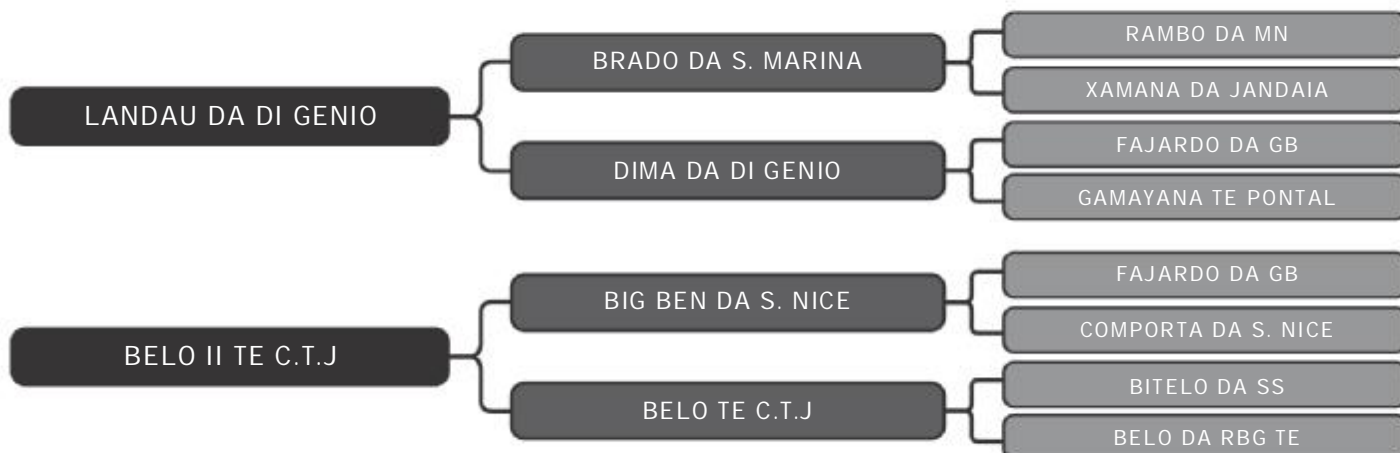 LANDAU DA DI GENIO
BRADO DA S. MARINA
RAMBO DA MN
XAMANA DA JANDAIA
DIMA DA DI GENIO
FAJARDO DA GB
GAMAYANA TE PONTAL
BELO II TE C.T.J
BIG BEN DA S. NICE
FAJARDO DA GB
COMPORTA DA S. NICE
BELO TE C.T.J
BITELO DA SS
BELO DA RBG TE